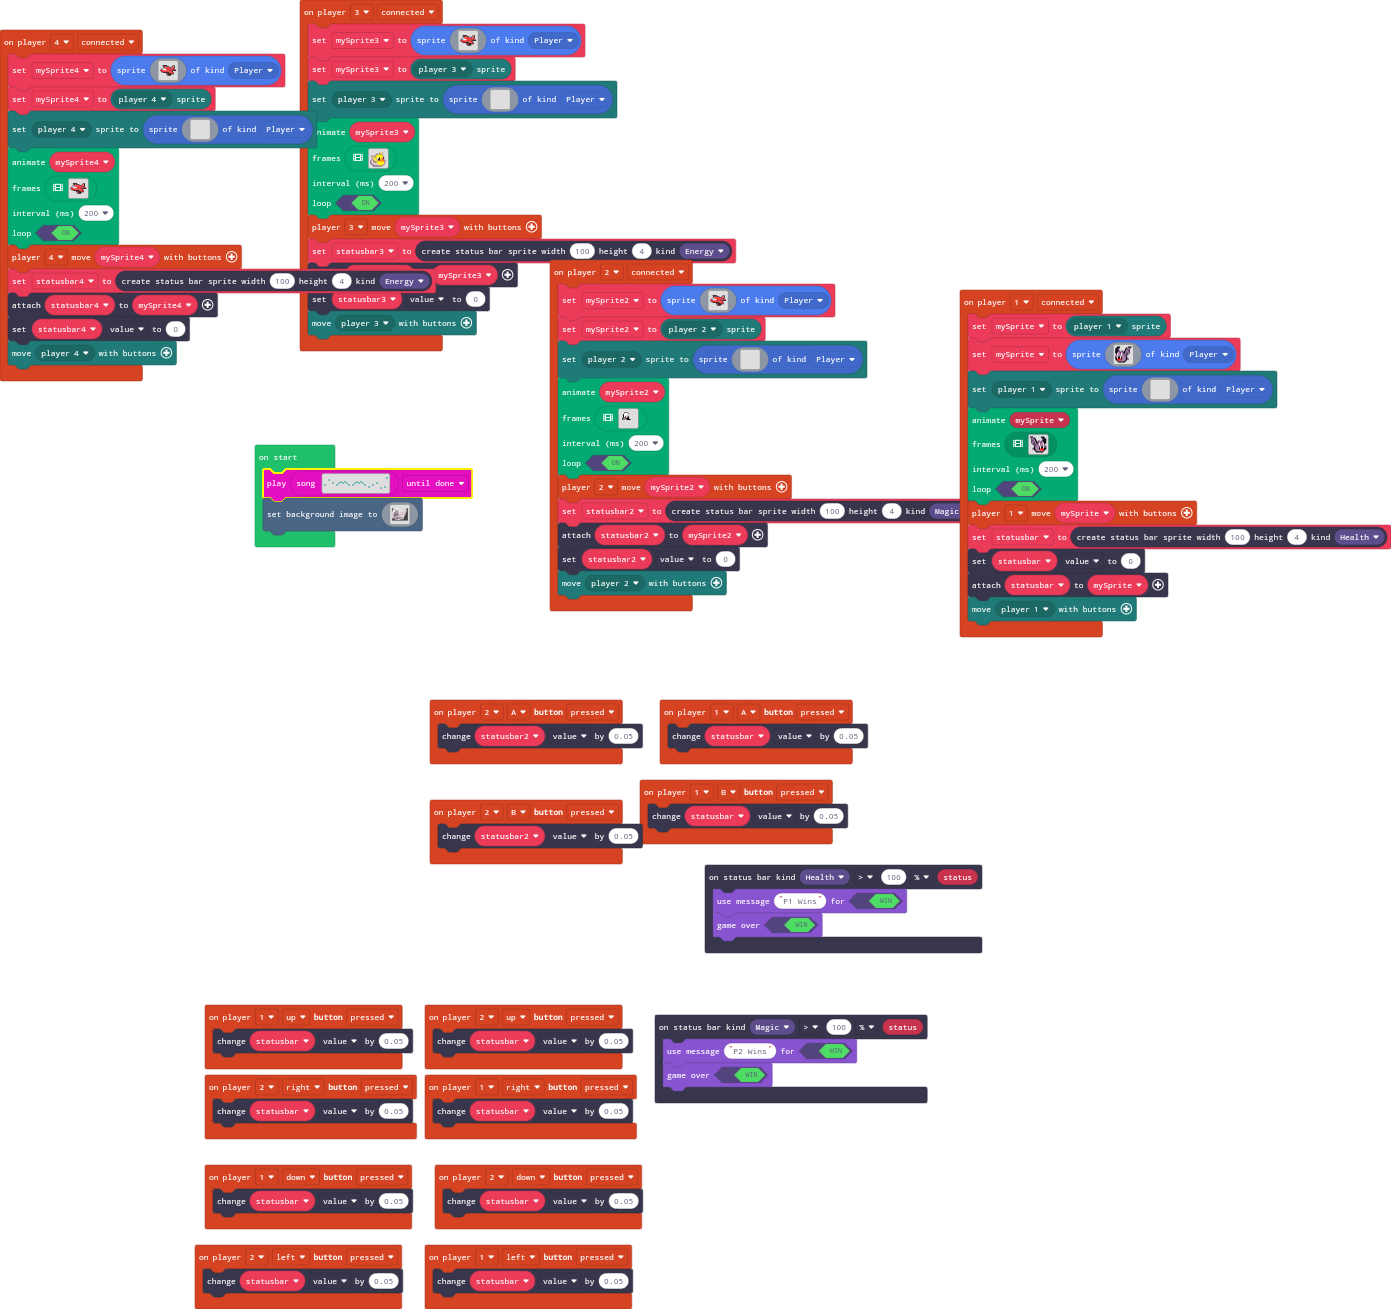 on player 4 connected
set mySprite4 to sprite of kind Player
set mySprite4 to player 4 sprite
set player 4 sprite to sprite of kind Player
animate mySprite4
frames
interval (ms) 200
loop ON
player 4 move mySprite4 with buttons
set statusbar4 to create status bar sprite width 100 height 4 kind Energy
attach statusbar4 to mySprite4
set statusbar4 value to 0
move player 4 with buttons
on player 3 connected
set mySprite3 to sprite of kind Player
set mySprite3 to player 3 sprite
set player 3 sprite to sprite of kind Player
animate mySprite3
frames
interval (ms) 200
loop ON
player 3 move mySprite3 with buttons
set statusbar3 to create status bar sprite width 100 height 4 kind Energy
mySprite3
set statusbar3 value to 0
move player 3 with buttons
on player 2 connected
set mySprite2 to sprite of kind Player
set mySprite2 to player 2 sprite
set player 2 sprite to sprite of kind Player
animate mySprite2
frames
interval (ms) 200
loop ON
player 2 move mySprite2 with buttons
set statusbar2 to create status bar sprite width 100 height 4 kind Magic
attach statusbar2 to mySprite2
set statusbar2 value to 0
move player 2 with buttons
on player 1 connected
set mySprite to player 1 sprite
set mySprite to sprite of kind Player
set player 1 sprite to sprite of kind Player
animate mySprite
frames
interval (ms) 200
loop ON
player 1 move mySprite with buttons
set statusbar to create status bar sprite width 100 height 4 kind Health
set statusbar value to 0
attach statusbar to mySprite
move player 1 with buttons
on start
play song until done
set background image to
on player 2 A button pressed
change statusbar2 value by 0.05
on player 1 A button pressed
change statusbar value by 0.05
on player 2 B button pressed
change statusbar2 value by 0.05
on player 1 B button pressed
change statusbar value by 0.05
on status bar kind Health > 100 % status
use message "P1 Wins" for WIN
game over WIN
on player 1 up button pressed
change statusbar value by 0.05
on player 2 up button pressed
change statusbar value by 0.05
on status bar kind Magic > 100 % status
use message "P2 Wins" for WIN
game over WIN
on player 2 right button pressed
change statusbar value by 0.05
on player 1 right button pressed
change statusbar value by 0.05
on player 1 down button pressed
change statusbar value by 0.05
on player 2 down button pressed
change statusbar value by 0.05
on player 2 left button pressed
change statusbar value by 0.05
on player 1 left button pressed
change statusbar value by 0.05